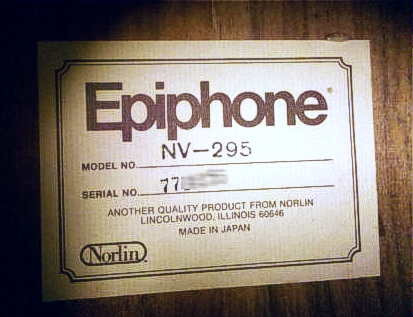 Epiphone
MODEL NO. NV-295
SERIAL NO. 77
ANOTHER QUALITY PRODUCT FROM NORLIN
LINCOLNWOOD, ILLINOIS 60646
MADE IN JAPAN
Norlin